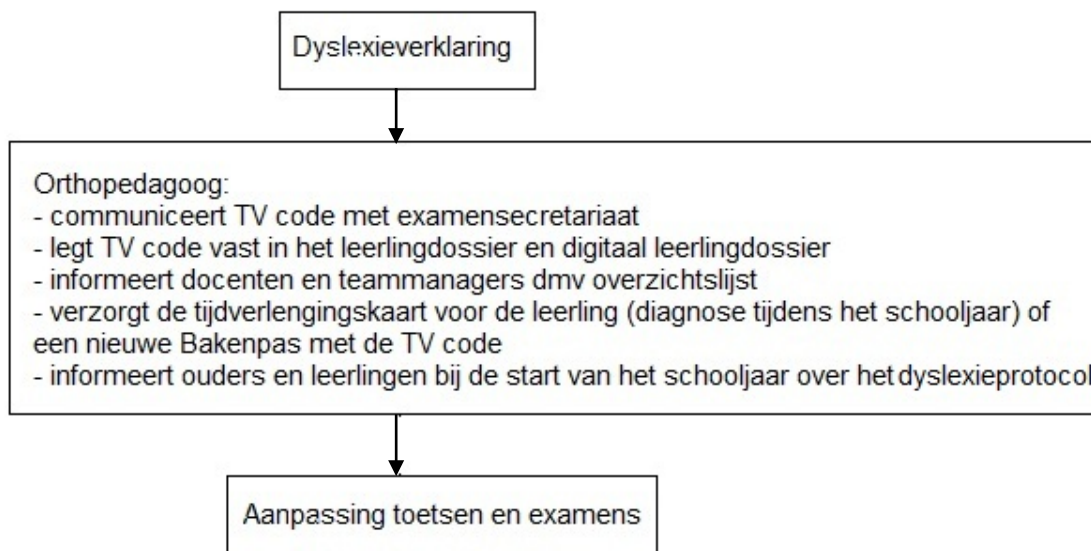 Dyslexieverklaring
Orthopedagoog:
- communiceert TV code met examensecretariaat
- legt TV code vast in het leerlingdossier en digitaal leerlingdossier
- informeert docenten en teammanagers dmv overzichtslijst
- verzorgt de tijdverlengingskaart voor de leerling (diagnose tijdens het schooljaar) of
een nieuwe Bakenpas met de TV code
- informeert ouders en leerlingen bij de start van het schooljaar over het dyslexieprotocol
Aanpassing toetsen en examens